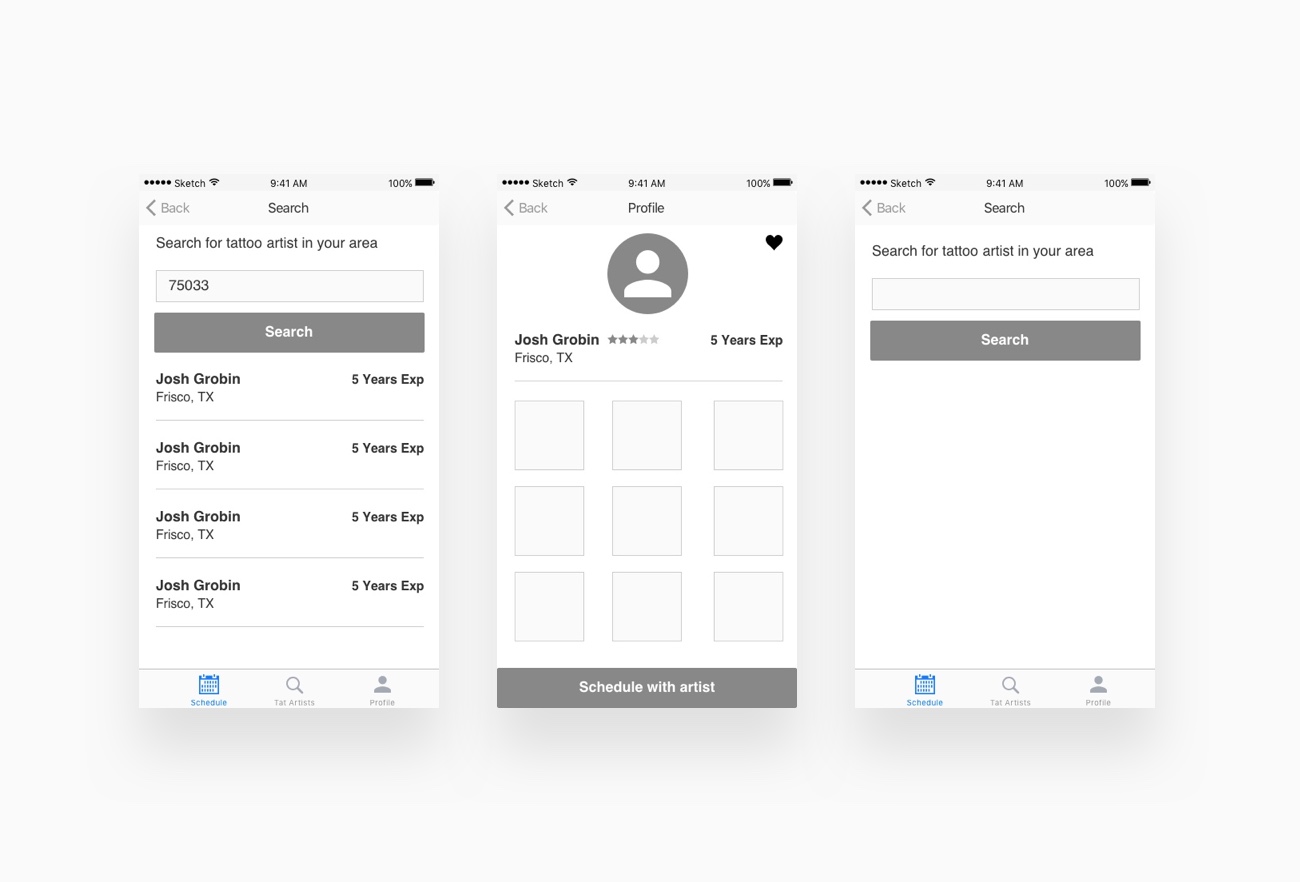 Sketch 9:41 AM 100%
Back Search
Search for tattoo artist in your area
75033
Search
Josh Grobin 5 Years Exp
Frisco, TX
Josh Grobin 5 Years Exp
Frisco, TX
Josh Grobin 5 Years Exp
Frisco, TX
Josh Grobin 5 Years Exp
Frisco, TX
Schedule Tat Artists Profile
Sketch 9:41 AM 100%
Back Profile
Josh Grobin 5 Years Exp
Frisco, TX
Schedule with artist
Sketch 9:41 AM 100%
Back Search
Search for tattoo artist in your area
Search
Schedule Tat Artists Profile